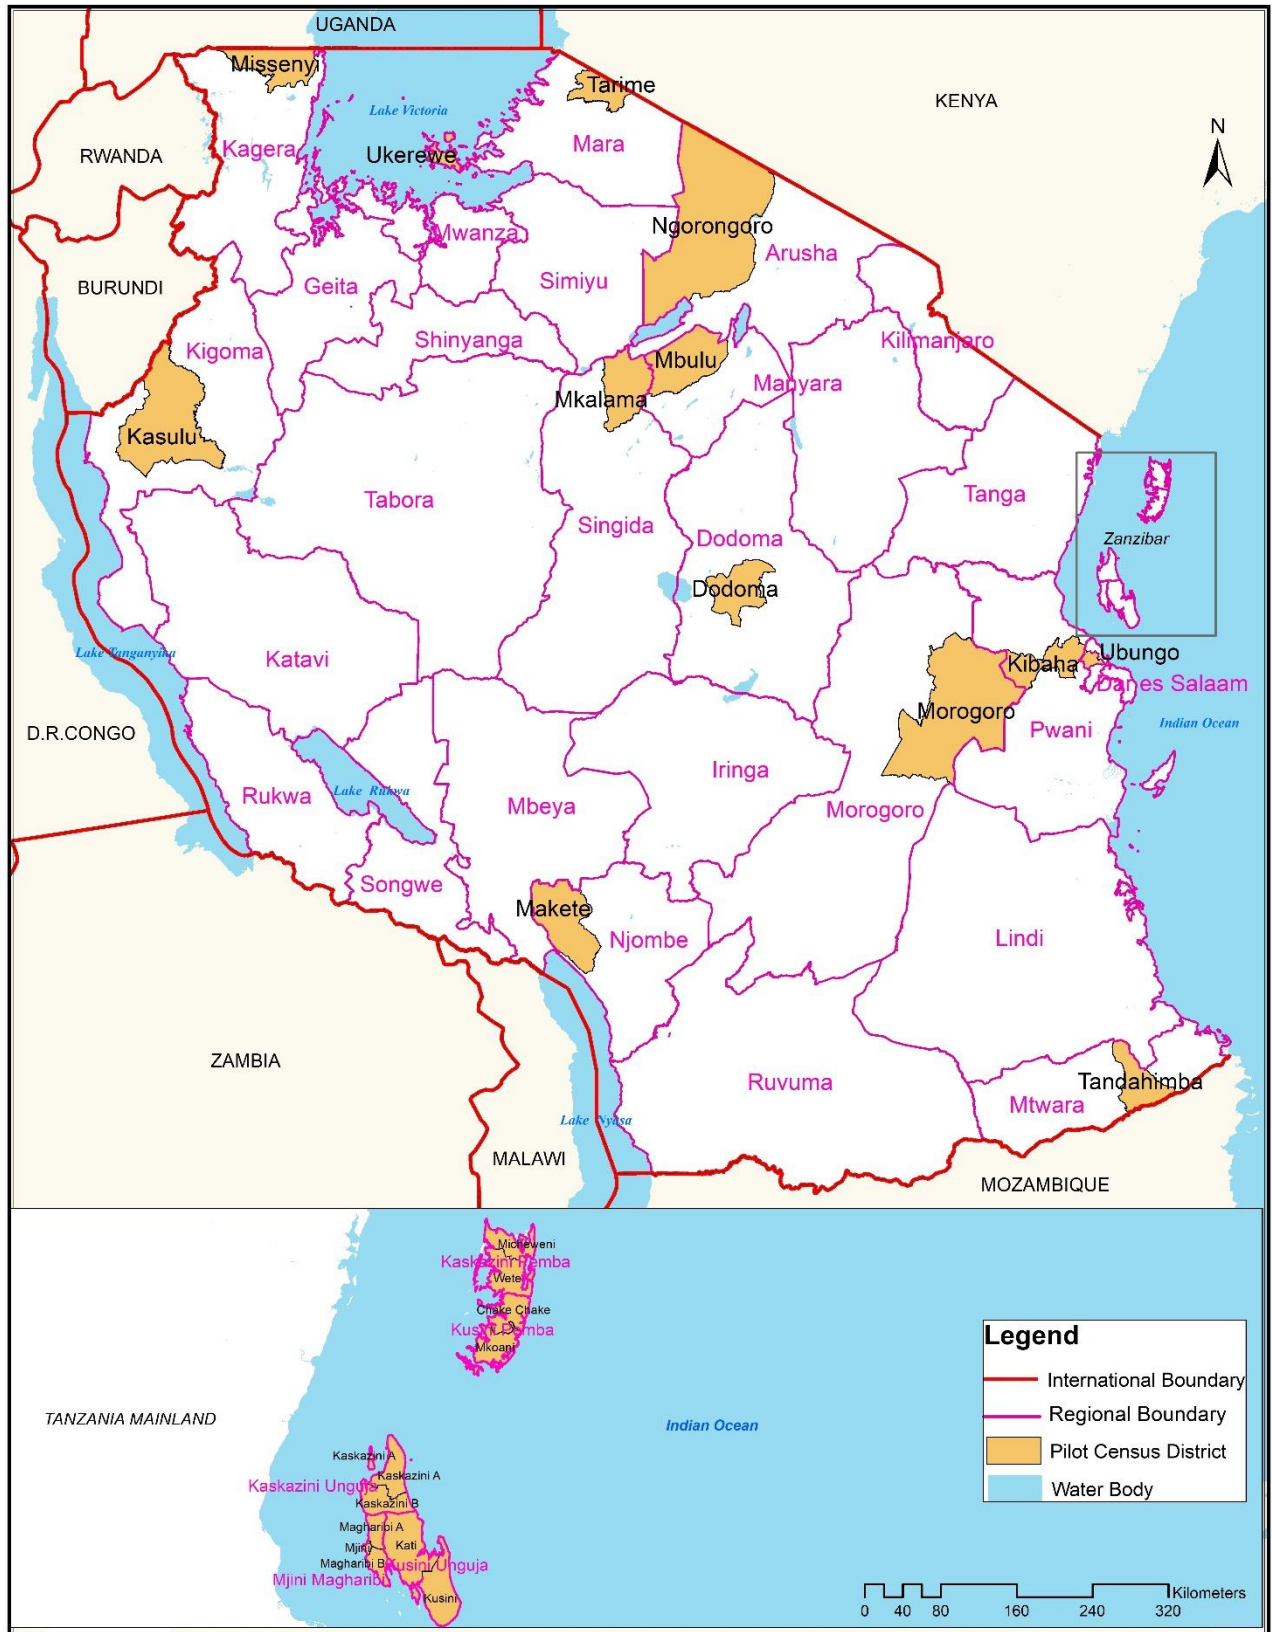 UGANDA
Missenyi
Tarime
KENYA
Lake Victoria
N
RWANDA
Kagera
Ukerewe
Mara
Ngorongoro
Mwanza
Arusha
BURUNDI
Geita
Simiyu
Kigoma
Shinyanga
Kilimanjaro
Mbulu
Manyara
Mkalama
Kasulu
Tabora
Tanga
Singida
Dodoma
Zanzibar
Dodoma
Lake Tanganyika
Katavi
Kibaha
Ubungo
Dar es Salaam
Morogoro
Pwani
Indian Ocean
D.R.CONGO
Iringa
Rukwa
Lake Rukwa
Mbeya
Morogoro
Songwe
Makete
Njombe
Lindi
ZAMBIA
Ruvuma
Tandahimba
Mtwara
Lake Nyasa
MALAWI
MOZAMBIQUE
Micheweni
Kaskazini Pemba
Wete
Chake Chake
Kusini Pemba
Mkoani
TANZANIA MAINLAND
Indian Ocean
Kaskazini A
Kaskazini A
Kaskazini Unguja
Kaskazini B
Magharibi A
Mjini
Kati
Magharibi B
Kusini Unguja
Mjini Magharibi
Kusini
Legend
International Boundary
Regional Boundary
Pilot Census District
Water Body
Kilometers
0 40 80 160 240 320